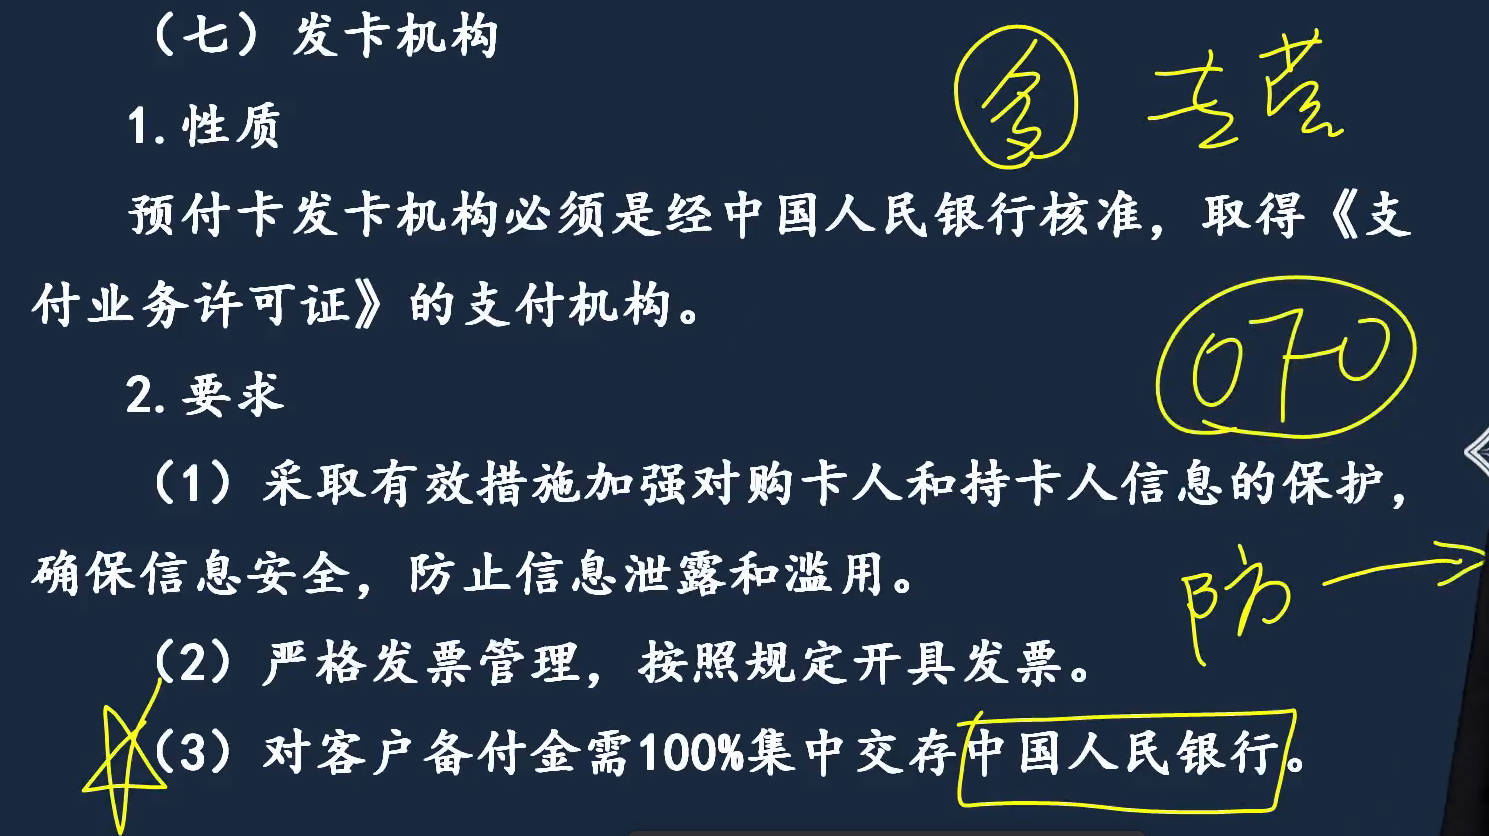 （七）发卡机构
多 专营
1.性质
预付卡发卡机构必须是经中国人民银行核准，取得《支
付业务许可证》的支付机构。
070
2.要求
（1）采取有效措施加强对购卡人和持卡人信息的保护，
确保信息安全，防止信息泄露和滥用。
防
（2）严格发票管理，按照规定开具发票。
（3）对客户备付金需100%集中交存中国人民银行。